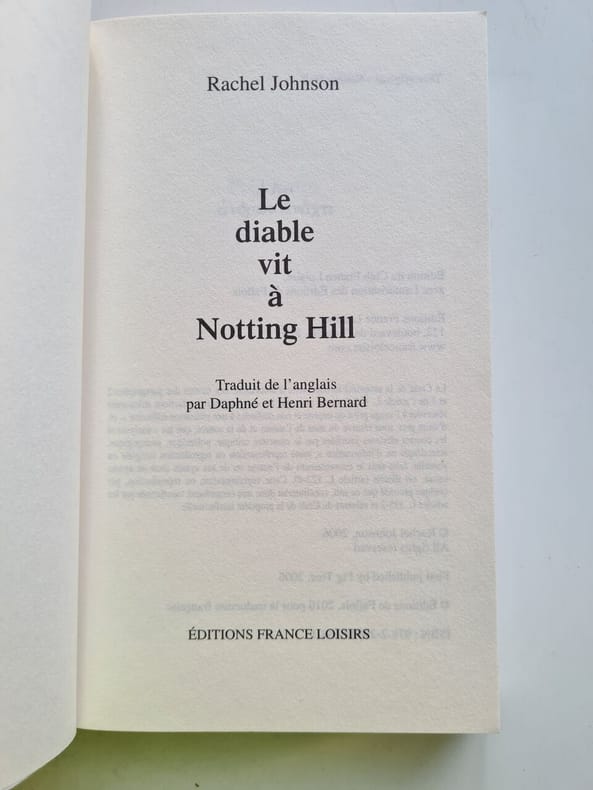 Rachel Johnson
Le
diable
vit
à
Notting Hill
Traduit de l'anglais
par Daphné et Henri Bernard
ÉDITIONS FRANCE LOISIRS